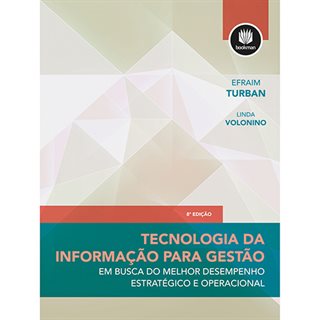 bookman
EFRAIM
TURBAN
LINDA
VOLONINO
8ª EDIÇÃO
TECNOLOGIA DA
INFORMAÇÃO PARA GESTÃO
EM BUSCA DO MELHOR DESEMPENHO
ESTRATÉGICO E OPERACIONAL